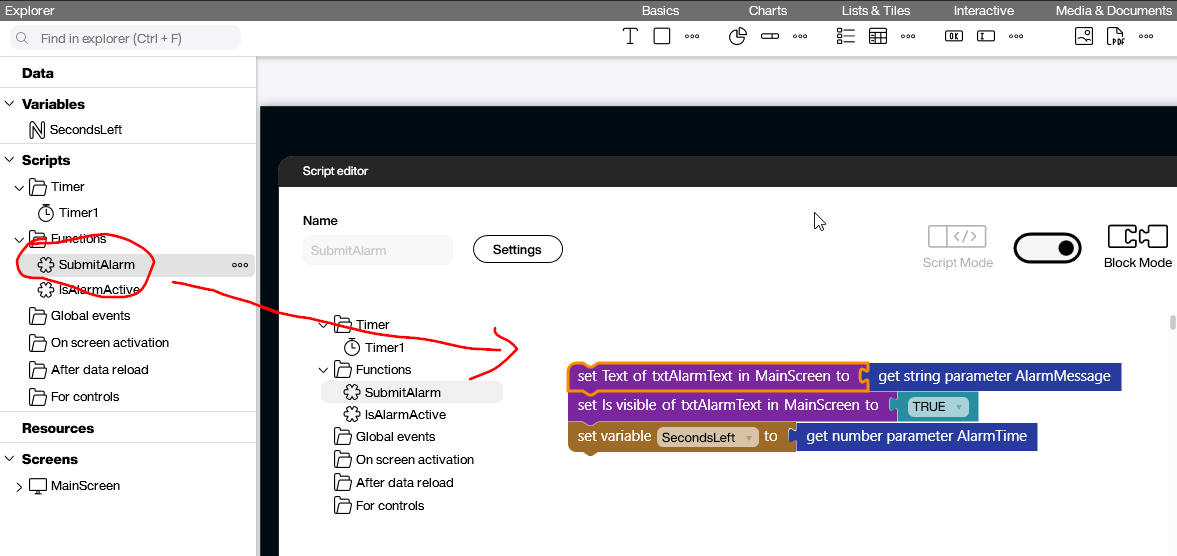 Explorer
Basics Charts Lists & Tiles Interactive Media & Documents
Find in explorer (Ctrl + F)
T OK I PDF
Data
Variables
SecondsLeft
Scripts
Timer
Timer1
Functions
SubmitAlarm
IsAlarmActive
Global events
On screen activation
After data reload
For controls
Resources
Screens
MainScreen
Script editor
Name
SubmitAlarm
Settings
Script Mode
Block Mode
Timer
Timer1
Functions
SubmitAlarm
IsAlarmActive
Global events
On screen activation
After data reload
For controls
set Text of txtAlarmText in MainScreen to get string parameter AlarmMessage
set Is visible of txtAlarmText in MainScreen to TRUE
set variable SecondsLeft to get number parameter AlarmTime